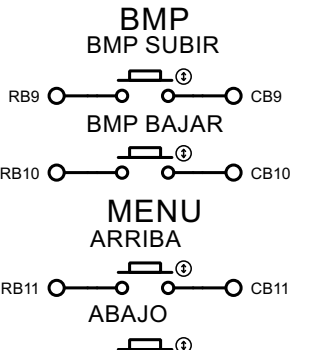 BMP
BMP SUBIR
RB9 CB9
BMP BAJAR
RB10 CB10
MENU
ARRIBA
RB11 CB11
ABAJO